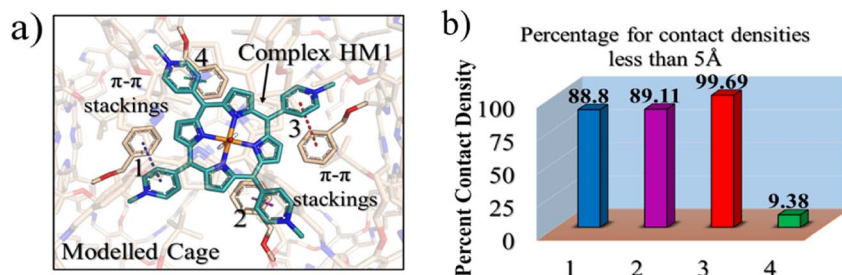 a)
4
Complex HM1
π-π
stackings
3
1
π-π
stackings
2
Modelled Cage
b)
Percentage for contact densities
less than 5Å
Percent Contact Density
100
75
50
25
0
88.8
89.11
99.69
9.38
1
2
3
4